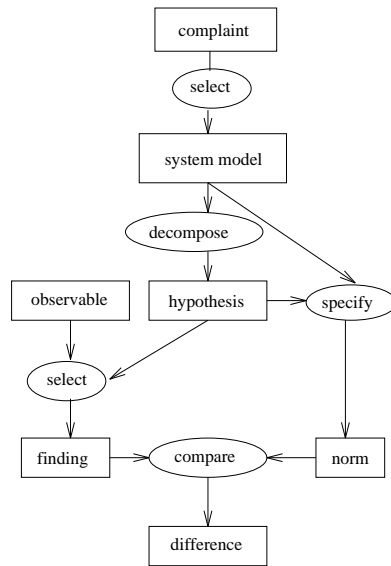 complaint
select
system model
decompose
observable
hypothesis
specify
select
finding
compare
norm
difference